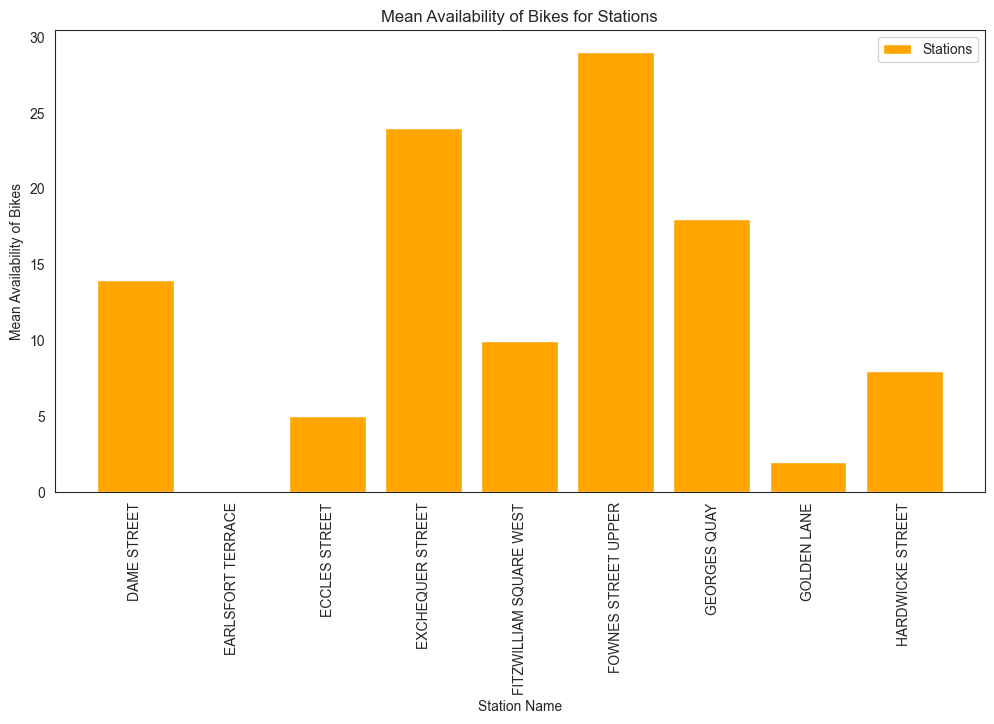 Mean Availability of Bikes for Stations
Stations
Mean Availability of Bikes
30
25
20
15
10
5
0
DAME STREET
EARLSFORT TERRACE
ECCLES STREET
EXCHEQUER STREET
FITZWILLIAM SQUARE WEST
FOWNES STREET UPPER
GEORGES QUAY
GOLDEN LANE
HARDWICKE STREET
Station Name